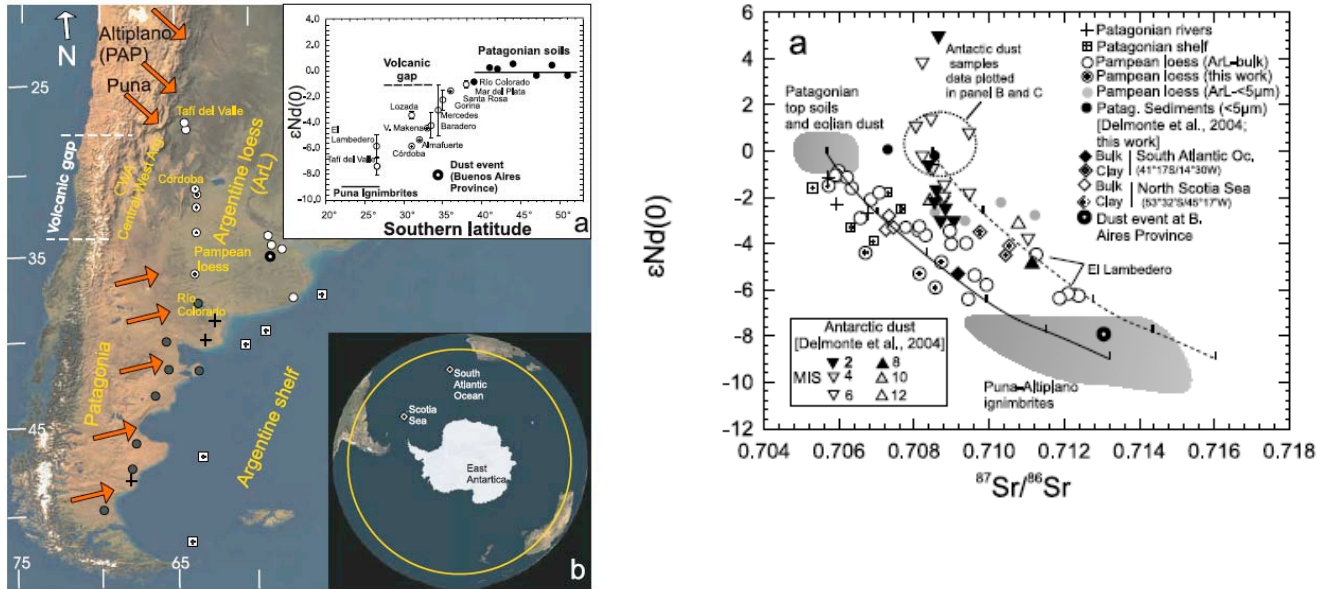 N
Altiplano
(PAP)
Puna
25
Tafí del Valle
Volcanic gap
CWA
Central West Arg.
Córdoba
Argentine loess
(ArL)
Pampean
loess
35
Río
Colorado
Patagonia
Argentine shelf
45
75
65
4.0
2.0
0.0
-2.0
-4.0
-6.0
-8.0
-10.0
εNd(0)
Patagonian soils
Volcanic
gap
Río Colorado
Mar del Plata
Santa Rosa
Gorina
Lozada
Mercedes
V. Makena
Baradero
El
Lambedero
Almafuerte
Tafí del Valle
Córdoba
Dust event
(Buenos Aires
Province)
Puna Ignimbrites
20° 25° 30° 35° 40° 45° 50°
Southern latitude
a
South
Atlantic
Ocean
Scotia
Sea
East
Antartica
b
6
4
2
0
-2
-4
-6
-8
-10
-12
εNd(0)
a
Antactic dust
samples
data plotted
in panel B and C
Patagonian
top soils
and eolian dust
Patagonian rivers
Patagonian shelf
Pampean loess (ArL-bulk)
Pampean loess (this work)
Pampean loess (ArL-<5μm)
Patag. Sediments (<5μm)
[Delmonte et al., 2004;
this work]
Bulk
Clay
South Atlantic Oc.
(41°17S/14°30W)
Bulk
Clay
North Scotia Sea
(53°32'S/45°17'W)
Dust event at B.
Aires Province
El Lambedero
Antarctic dust
[Delmonte et al., 2004]
MIS
2 8
4 10
6 12
Puna-Altiplano
ignimbrites
0.704 0.706 0.708 0.710 0.712 0.714 0.716 0.718
⁸⁷Sr/⁸⁶Sr